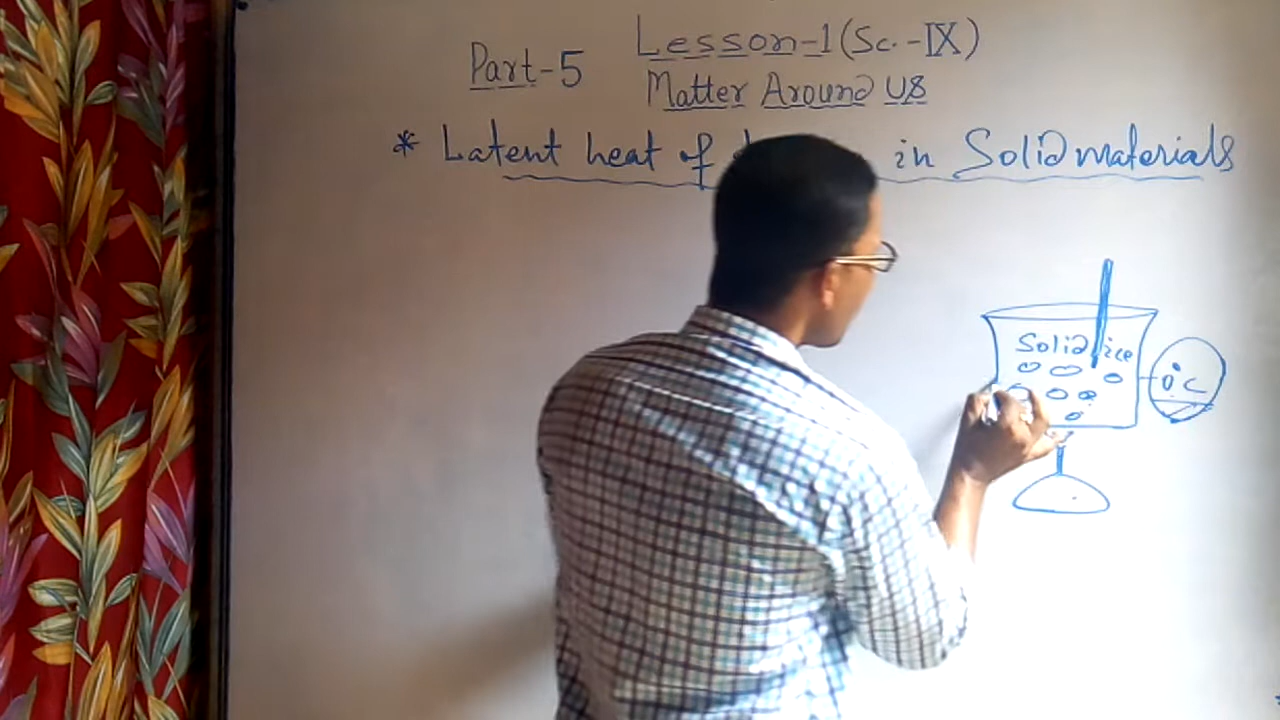 Part-5 Lesson-1 (Sc.-IX)
Matter Around US
* Latent heat of in Solid materials
Solid ice
0°C